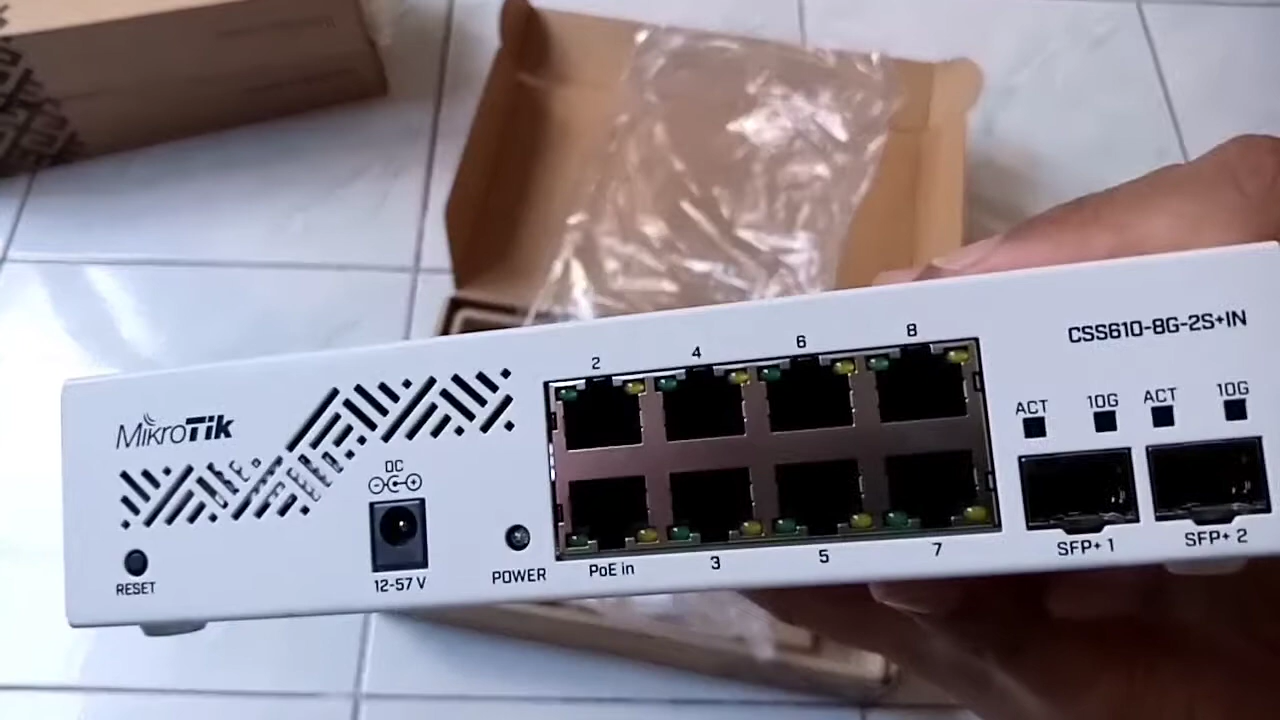 MikroTik
RESET
DC
12-57 V
POWER
2
4
6
8
PoE in
3
5
7
CSS610-8G-2S+IN
ACT
10G
ACT
10G
SFP+ 1
SFP+ 2